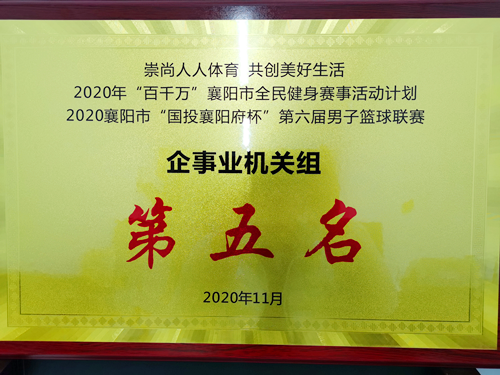 崇尚人人体育 共创美好生活
2020年“百千万”襄阳市全民健身赛事活动计划
2020襄阳市“国投襄阳府杯”第六届男子篮球联赛
企事业机关组
第五名
2020年11月